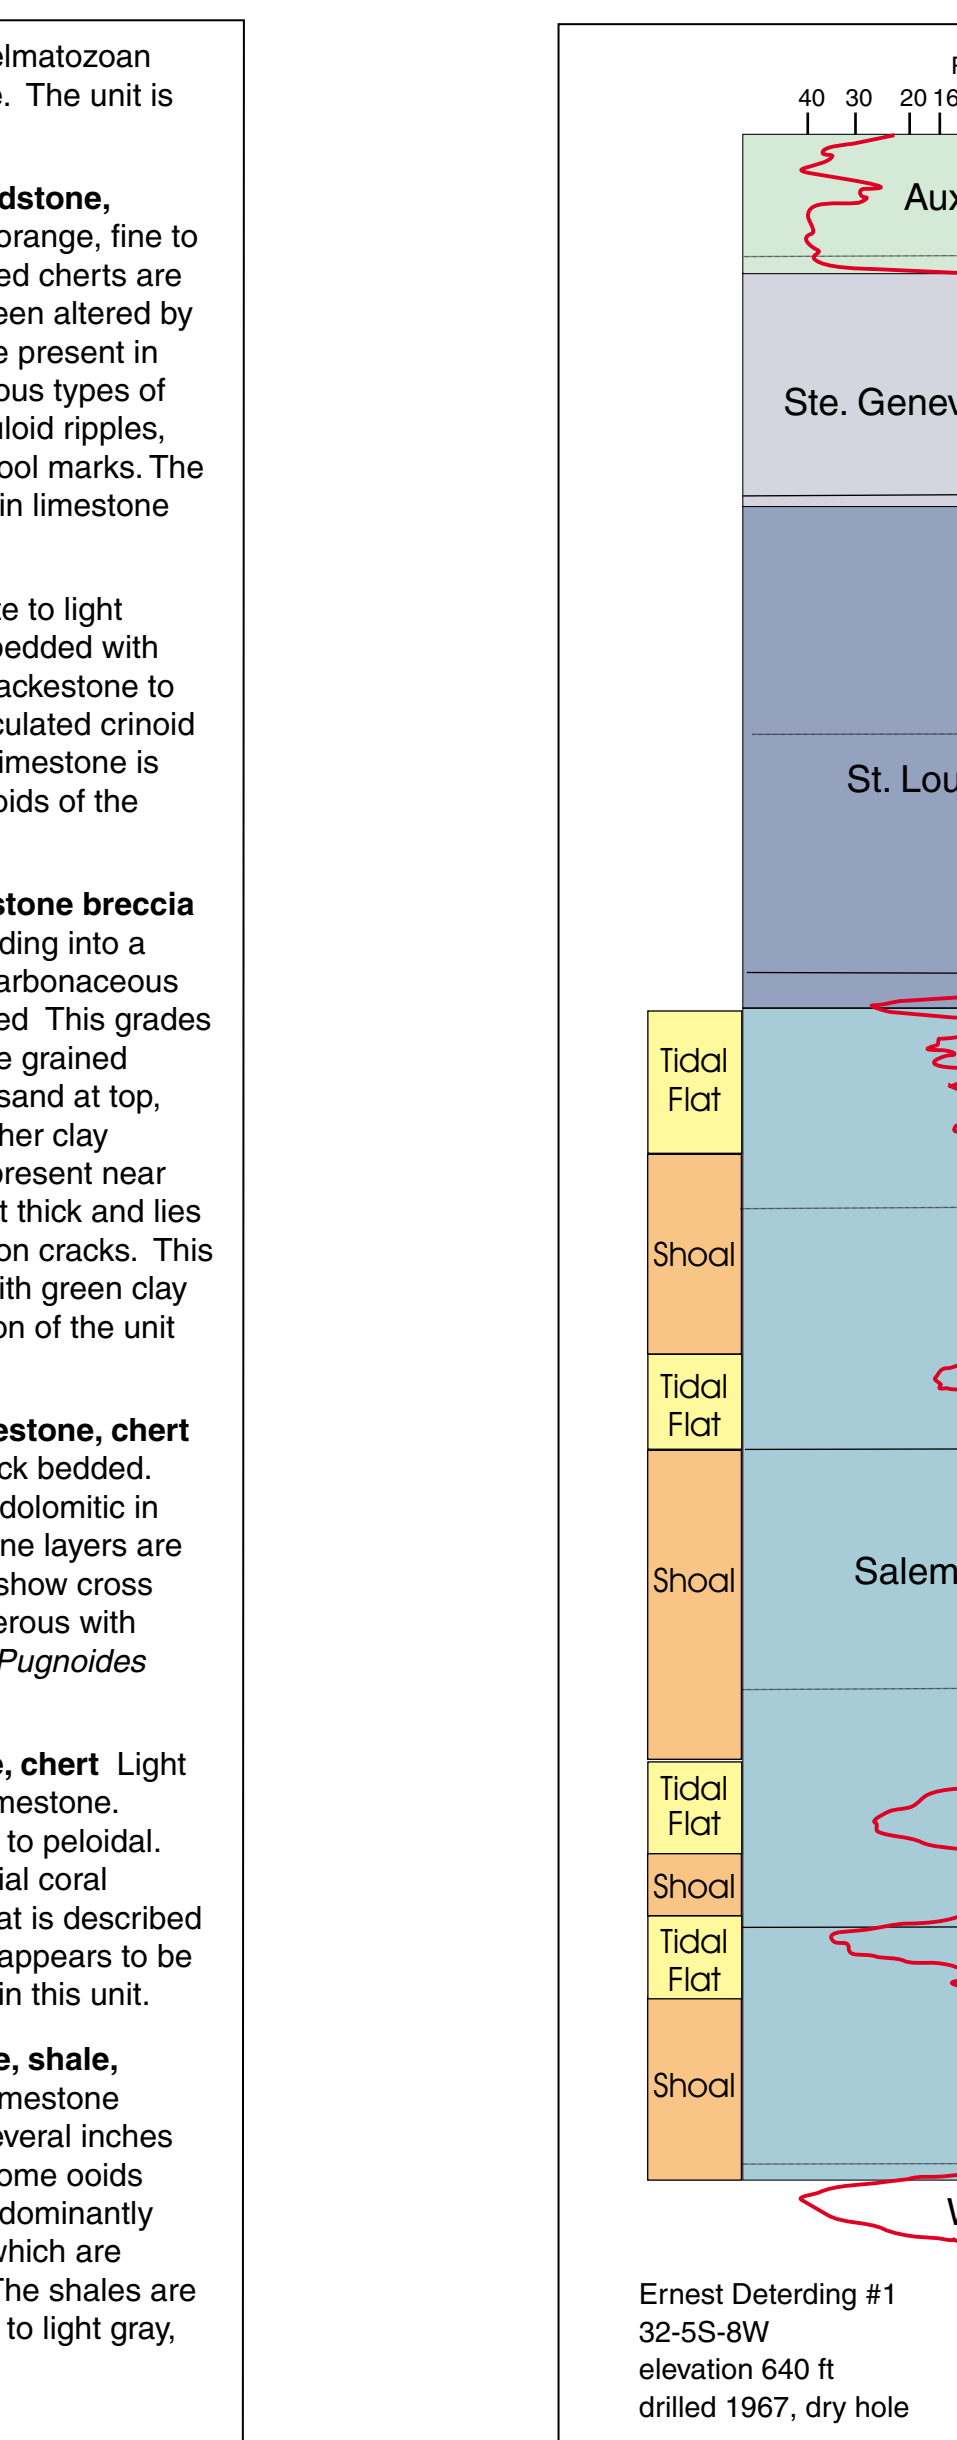 elmatozoan
e. The unit is
dstone,
orange, fine to
ed cherts are
een altered by
e present in
ous types of
loid ripples,
ool marks. The
in limestone
te to light
bedded with
ackestone to
culated crinoid
limestone is
oids of the
stone breccia
ding into a
arbonaceous
ed This grades
e grained
sand at top,
her clay
present near
t thick and lies
on cracks. This
ith green clay
on of the unit
estone, chert
ck bedded.
dolomitic in
ne layers are
show cross
erous with
Pugnoides
e, chert Light
mestone.
to peloidal.
ial coral
at is described
appears to be
in this unit.
e, shale,
mestone
everal inches
ome ooids
dominantly
which are
The shales are
to light gray,
40 30 20 16
Aux
Ste. Genev
St. Lou
Tidal
Flat
Shoal
Tidal
Flat
Shoal
Salem
Tidal
Flat
Shoal
Tidal
Flat
Shoal
Ernest Deterding #1
32-5S-8W
elevation 640 ft
drilled 1967, dry hole